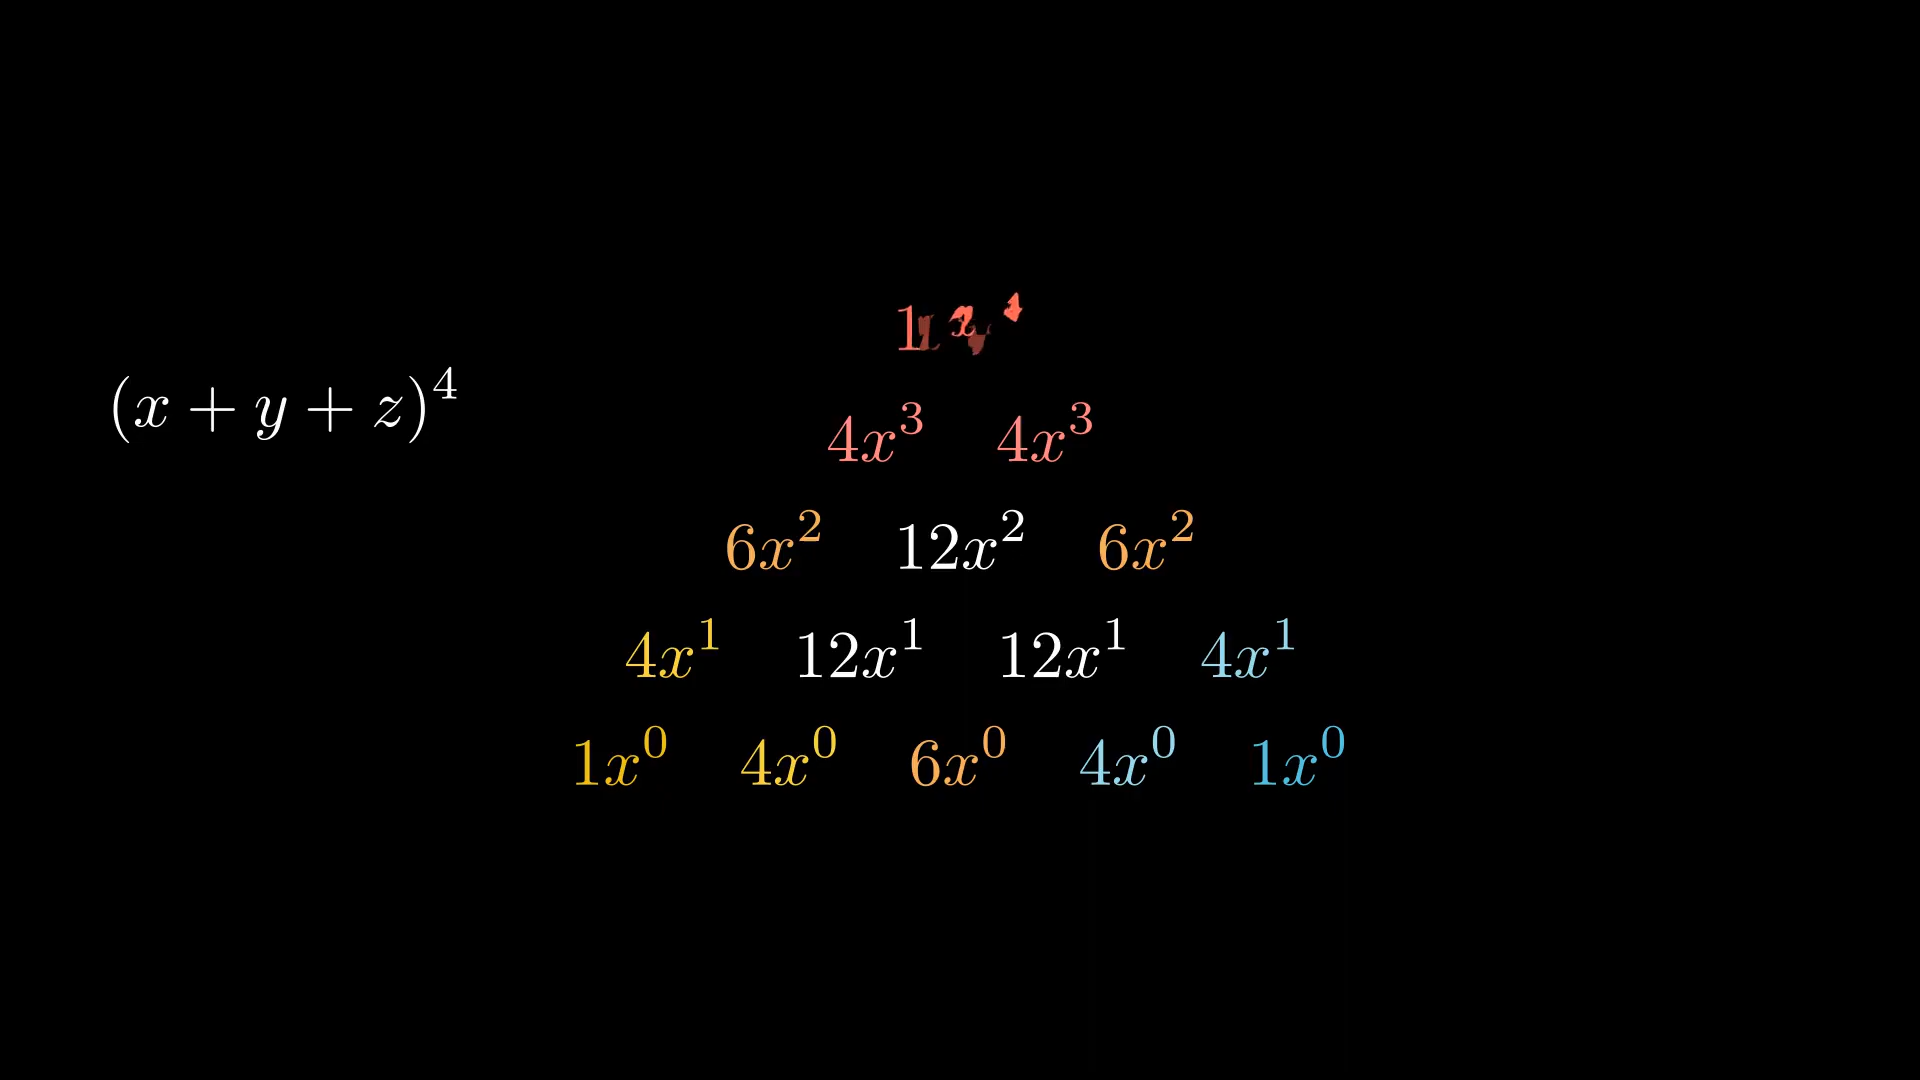 (x + y + z)^4
1
4x^3 4x^3
6x^2 12x^2 6x^2
4x^1 12x^1 12x^1 4x^1
1x^0 4x^0 6x^0 4x^0 1x^0